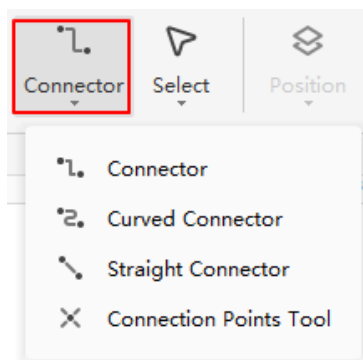 Connector Select Position
Connector
Curved Connector
Straight Connector
Connection Points Tool